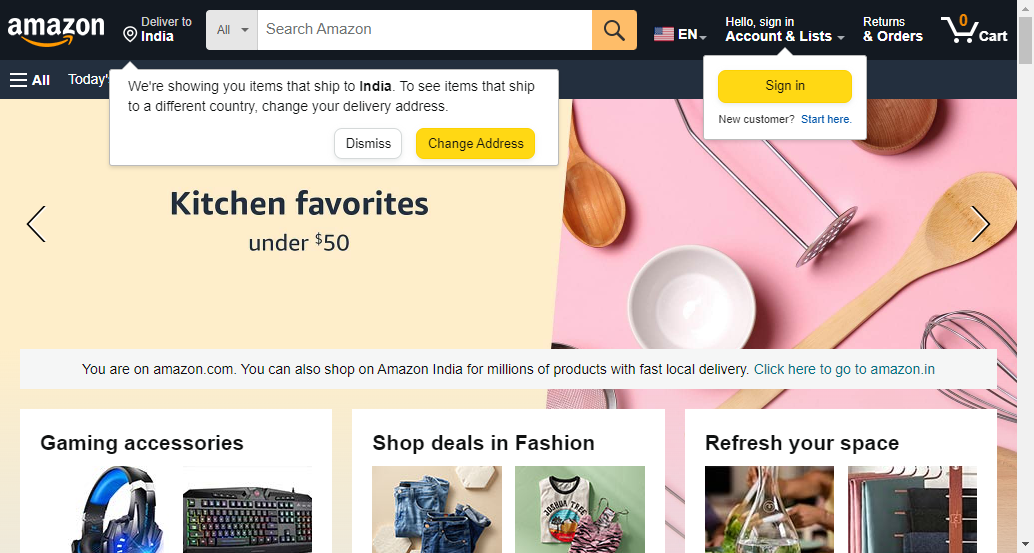 amazon
Deliver to
India
All
Search Amazon
EN
Hello, sign in
Account & Lists
Returns
& Orders
0
Cart
All
Today's
We're showing you items that ship to India. To see items that ship
to a different country, change your delivery address.
Dismiss
Change Address
Sign in
New customer? Start here.
Kitchen favorites
under $50
You are on amazon.com. You can also shop on Amazon India for millions of products with fast local delivery. Click here to go to amazon.in
Gaming accessories
Shop deals in Fashion
Refresh your space
JOSHUA TREE